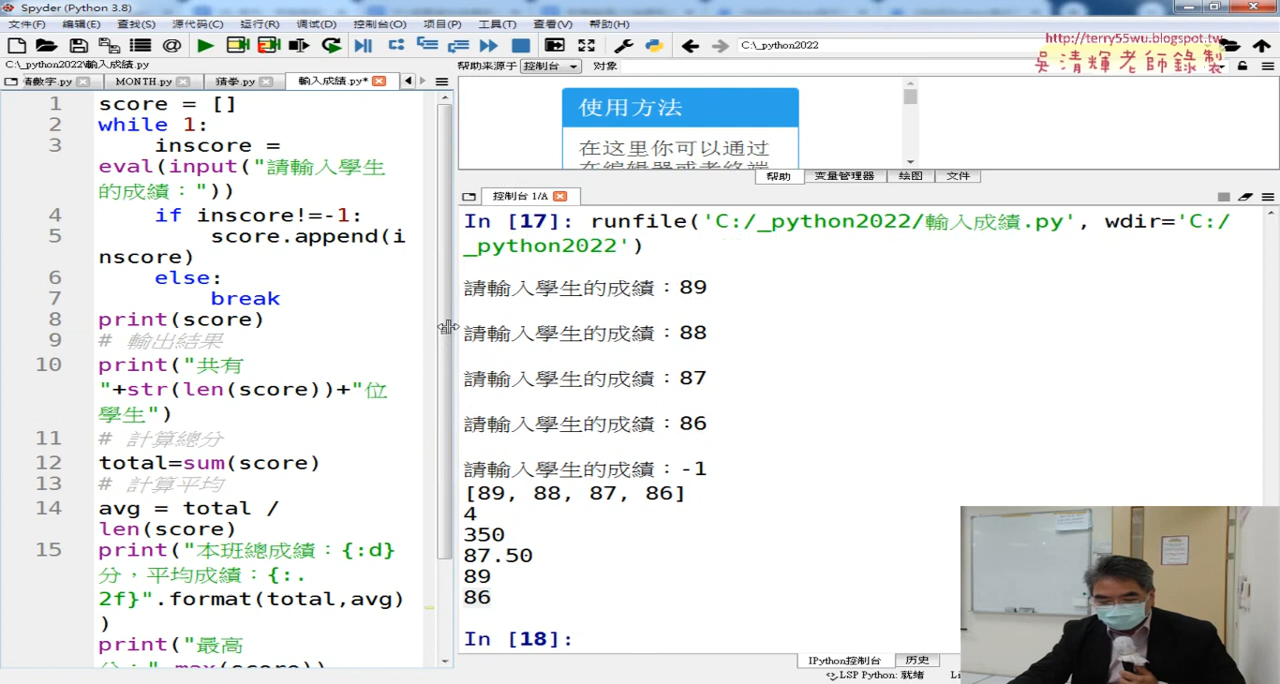 Spyder (Python 3.8)
文件(F) 编辑(E) 查找(S) 源代码(C) 运行(R) 调试(D) 控制台(O) 项目(P) 工具(T) 查看(V) 帮助(H)
C:\_python2022
http://terry55wu.blogspot.tw
吳清輝老師錄製
C:\_python2022\輸入成績.py
帮助来源于 控制台 对象
MONTH.py 猜拳.py 輸入成績.py*
使用方法
在这里你可以通过
帮助 变量管理器 绘图 文件
控制台 1/A
1 score = []
2 while 1:
3 inscore =
eval(input("請輸入學生
的成績："))
4 if inscore!=-1:
5 score.append(i
nscore)
6 else:
7 break
8 print(score)
9 # 輸出結果
10 print("共有
"+str(len(score))+"位
學生")
11 # 計算總分
12 total=sum(score)
13 # 計算平均
14 avg = total /
len(score)
15 print("本班總成績：{:d}
分，平均成績：{:.
2f}".format(total,avg)
)
print("最高
分：",max(score))
In [17]: runfile('C:/_python2022/輸入成績.py', wdir='C:/
_python2022')
請輸入學生的成績：89
請輸入學生的成績：88
請輸入學生的成績：87
請輸入學生的成績：86
請輸入學生的成績：-1
[89, 88, 87, 86]
4
350
87.50
89
86
In [18]:
IPython控制台 历史
LSP Python: 就绪